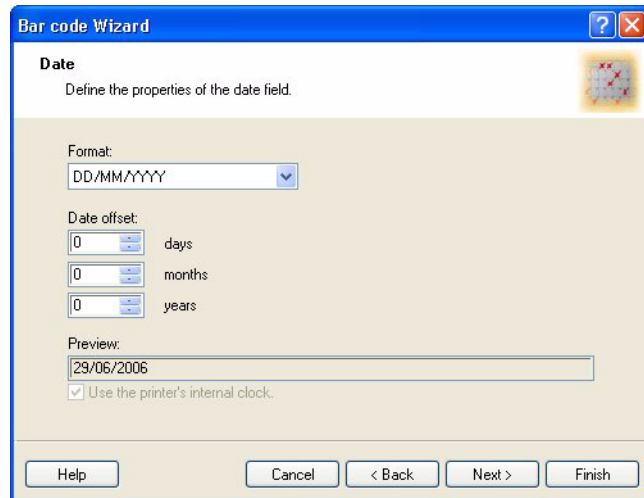 Bar code Wizard
Date
Define the properties of the date field.
Format:
DD/MM/YYYY
Date offset:
0 days
0 months
0 years
Preview:
29/06/2006
Use the printer's internal clock.
Help Cancel < Back Next > Finish